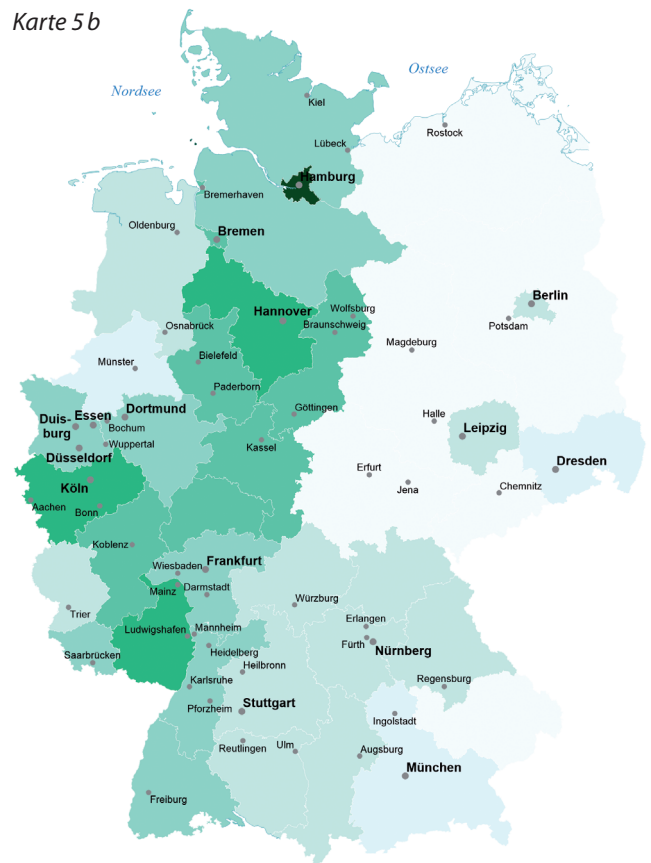 Karte 5 b
Ostsee
Nordsee
Kiel
Rostock
Lübeck
Hamburg
Bremerhaven
Oldenburg
Bremen
Berlin
Hannover
Wolfsburg
Potsdam
Osnabrück
Braunschweig
Magdeburg
Münster
Bielefeld
Paderborn
Göttingen
Dortmund
Essen
Duis-
burg
Bochum
Halle
Leipzig
Wuppertal
Kassel
Düsseldorf
Dresden
Köln
Erfurt
Jena
Chemnitz
Aachen
Bonn
Koblenz
Frankfurt
Wiesbaden
Mainz
Darmstadt
Würzburg
Trier
Erlangen
Ludwigshafen
Mannheim
Fürth
Nürnberg
Saarbrücken
Heidelberg
Heilbronn
Karlsruhe
Regensburg
Pforzheim
Stuttgart
Ingolstadt
Reutlingen
Ulm
Augsburg
München
Freiburg